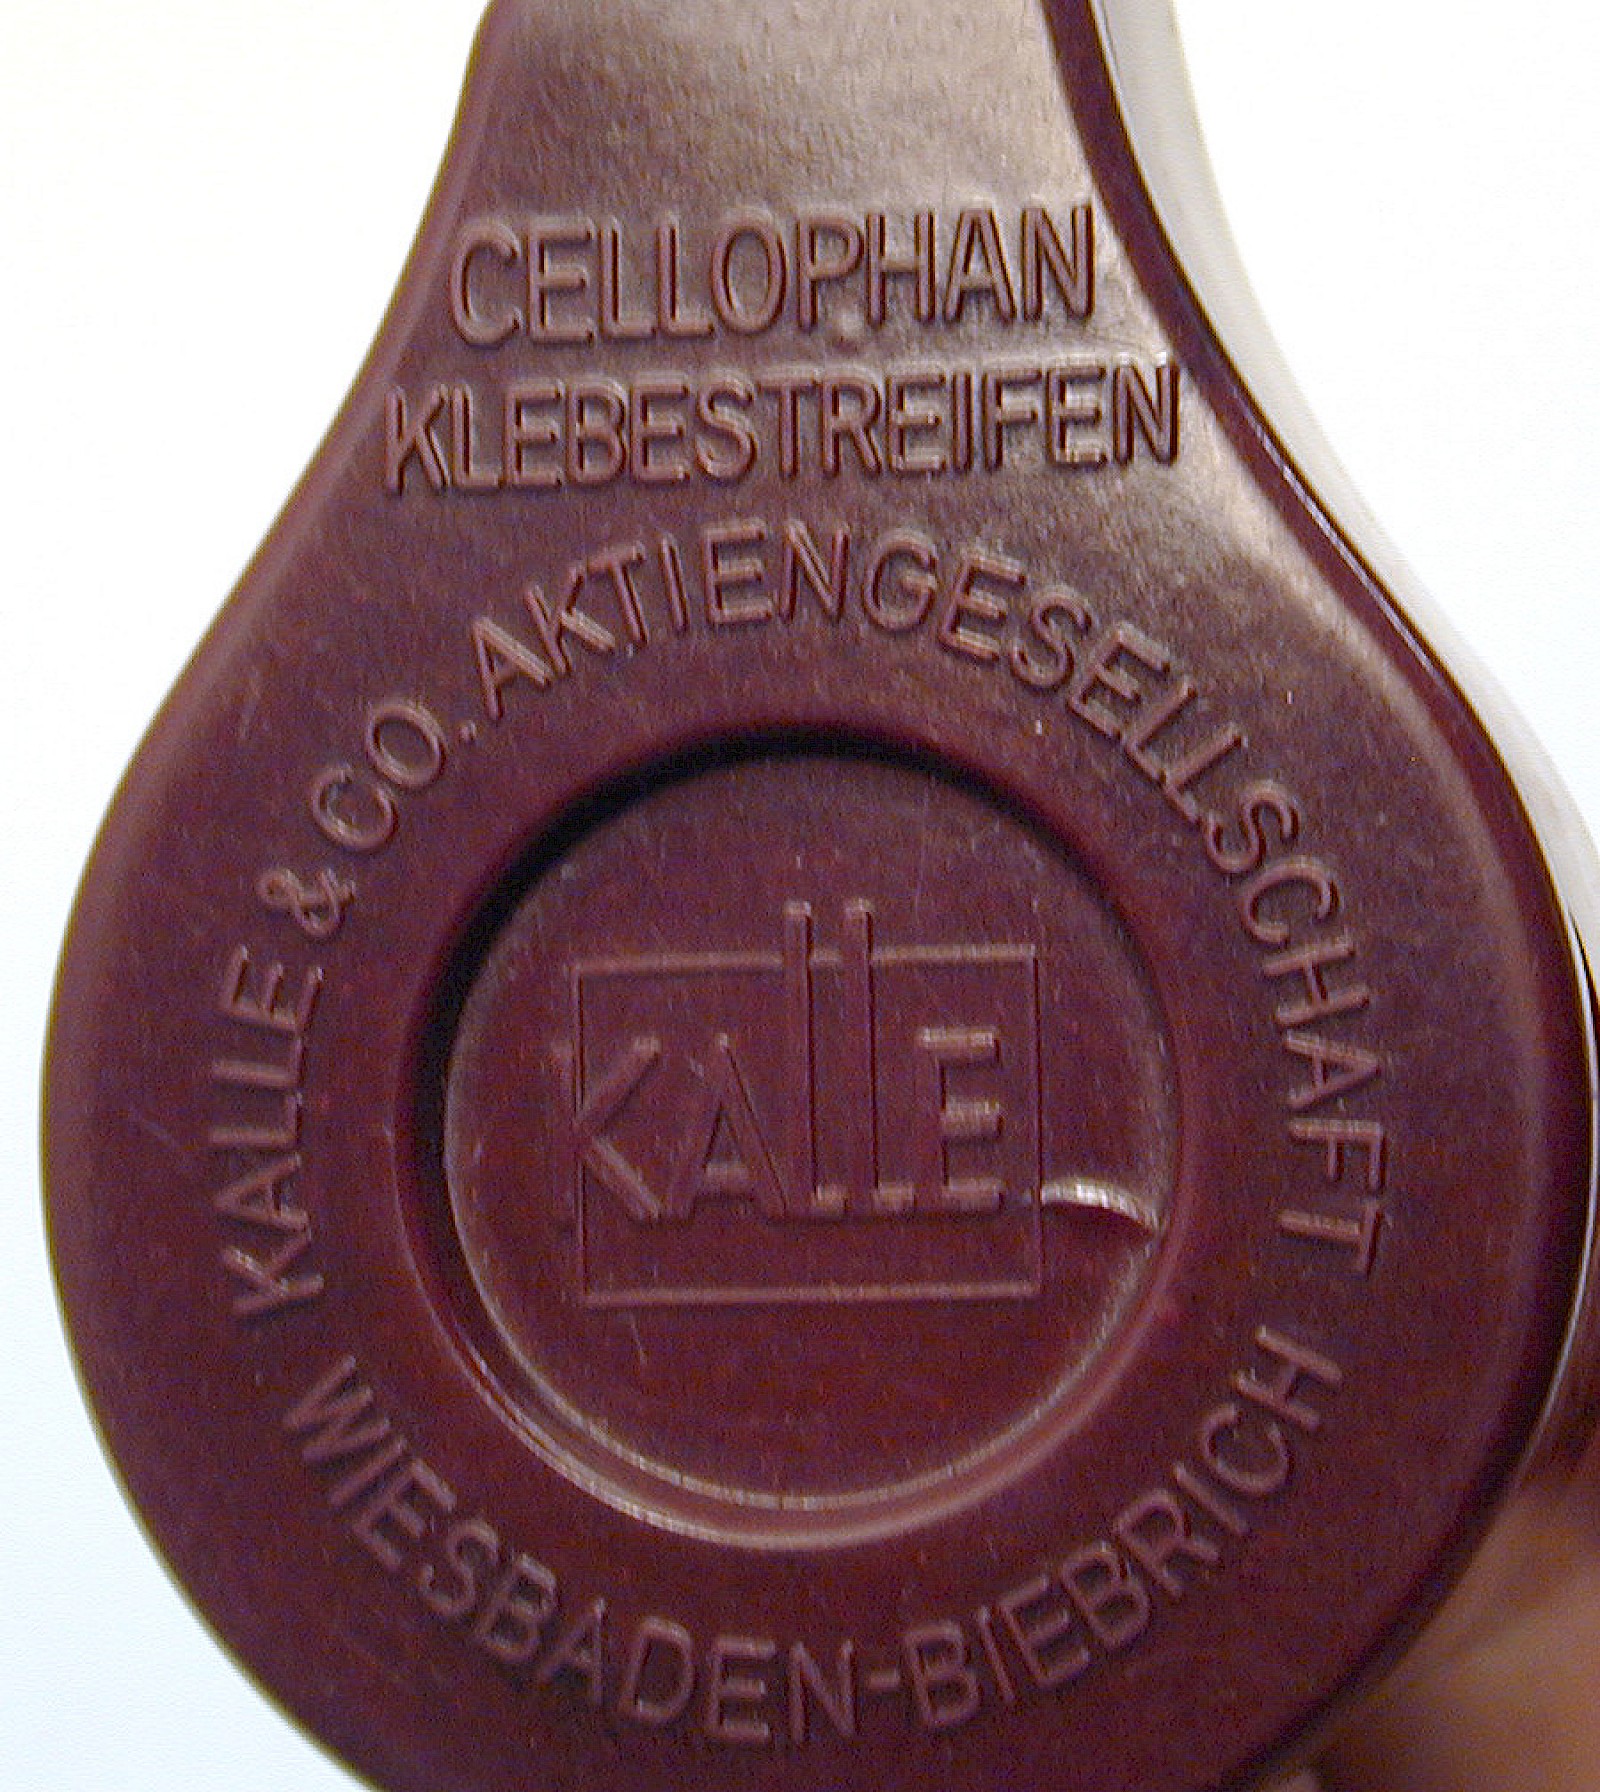 CELLOPHAN
KLEBESTREIFEN
KALLE & CO. AKTIENGESELLSCHAFT
KALLE
WIESBADEN-BIEBRICH